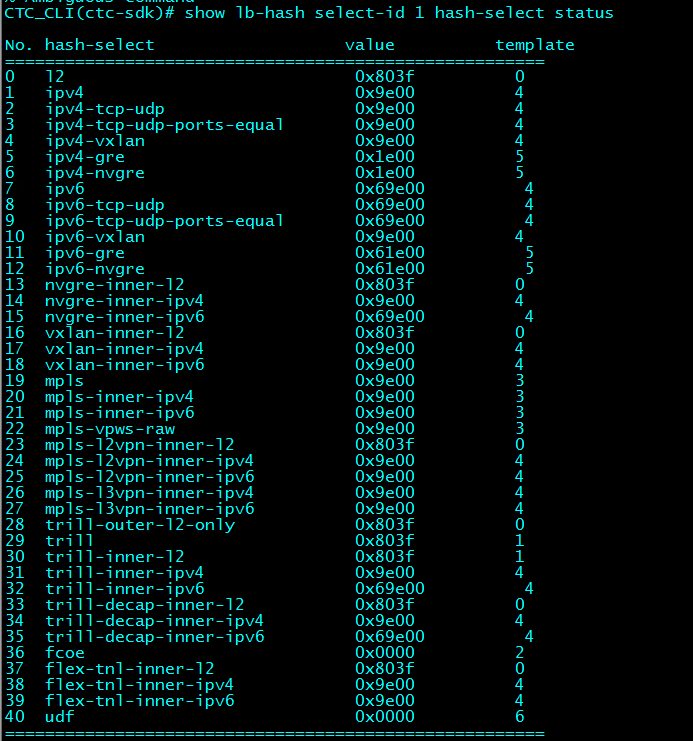 % Ambiguous command
CTC_CLI(ctc-sdk)# show lb-hash select-id 1 hash-select status
No. hash-select value template
======================================================
0 l2 0x803f 0
1 ipv4 0x9e00 4
2 ipv4-tcp-udp 0x9e00 4
3 ipv4-tcp-udp-ports-equal 0x9e00 4
4 ipv4-vxlan 0x9e00 4
5 ipv4-gre 0x1e00 5
6 ipv4-nvgre 0x1e00 5
7 ipv6 0x69e00 4
8 ipv6-tcp-udp 0x69e00 4
9 ipv6-tcp-udp-ports-equal 0x69e00 4
10 ipv6-vxlan 0x9e00 4
11 ipv6-gre 0x61e00 5
12 ipv6-nvgre 0x61e00 5
13 nvgre-inner-l2 0x803f 0
14 nvgre-inner-ipv4 0x9e00 4
15 nvgre-inner-ipv6 0x69e00 4
16 vxlan-inner-l2 0x803f 0
17 vxlan-inner-ipv4 0x9e00 4
18 vxlan-inner-ipv6 0x9e00 4
19 mpls 0x9e00 3
20 mpls-inner-ipv4 0x9e00 3
21 mpls-inner-ipv6 0x9e00 3
22 mpls-vpws-raw 0x9e00 3
23 mpls-l2vpn-inner-l2 0x803f 0
24 mpls-l2vpn-inner-ipv4 0x9e00 4
25 mpls-l2vpn-inner-ipv6 0x9e00 4
26 mpls-l3vpn-inner-ipv4 0x9e00 4
27 mpls-l3vpn-inner-ipv6 0x9e00 4
28 trill-outer-l2-only 0x803f 0
29 trill 0x803f 1
30 trill-inner-l2 0x803f 1
31 trill-inner-ipv4 0x9e00 4
32 trill-inner-ipv6 0x69e00 4
33 trill-decap-inner-l2 0x803f 0
34 trill-decap-inner-ipv4 0x9e00 4
35 trill-decap-inner-ipv6 0x69e00 4
36 fcoe 0x0000 2
37 flex-tnl-inner-l2 0x803f 0
38 flex-tnl-inner-ipv4 0x9e00 4
39 flex-tnl-inner-ipv6 0x9e00 4
40 udf 0x0000 6
======================================================